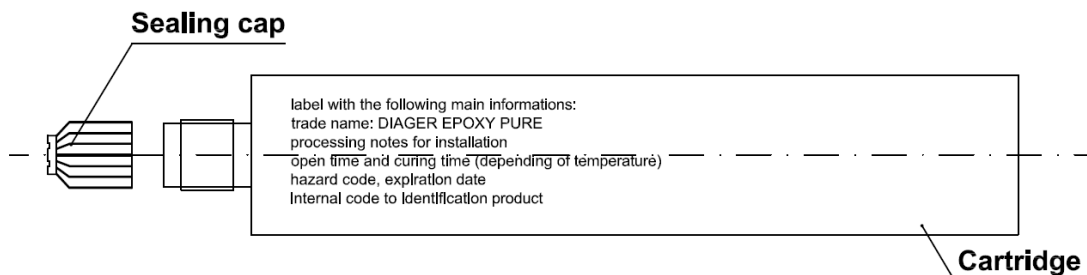 Sealing cap
label with the following main informations:
trade name: DIAGER EPOXY PURE
processing notes for installation
open time and curing time (depending of temperature)
hazard code, expiration date
Internal code to identification product
Cartridge